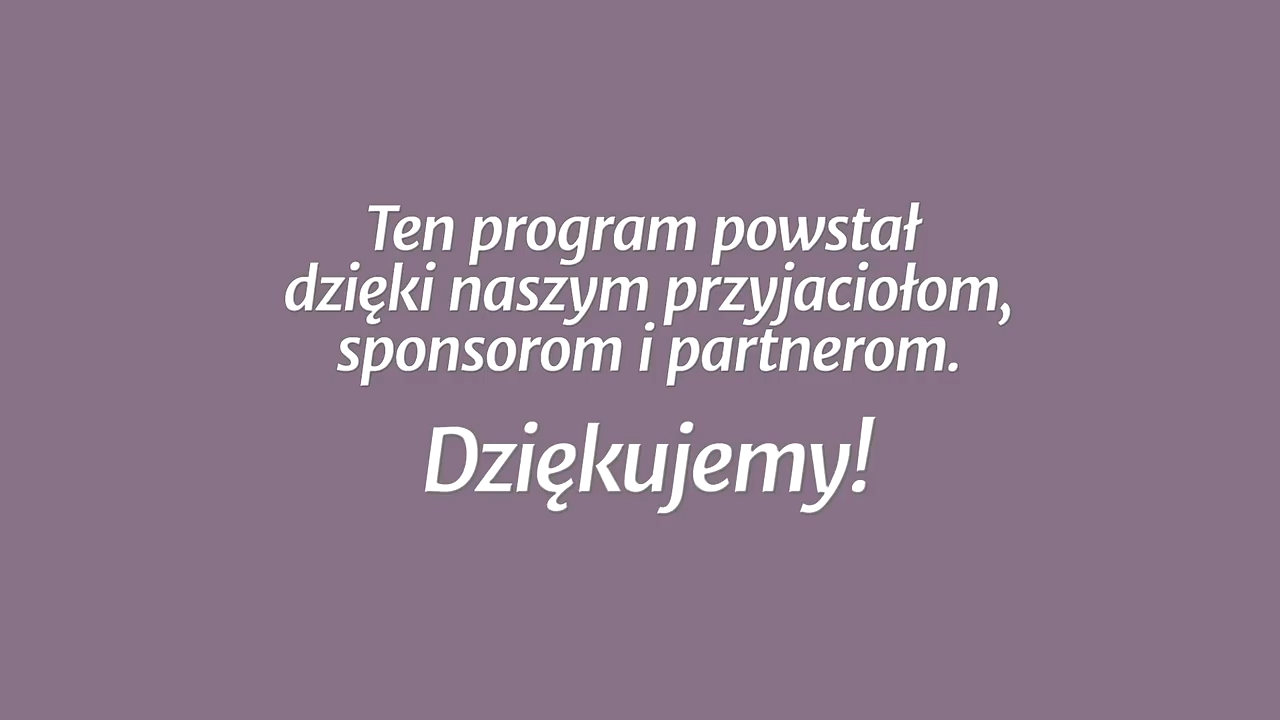 Ten program powstał
dzięki naszym przyjaciołom,
sponsorom i partnerom.
Dziękujemy!